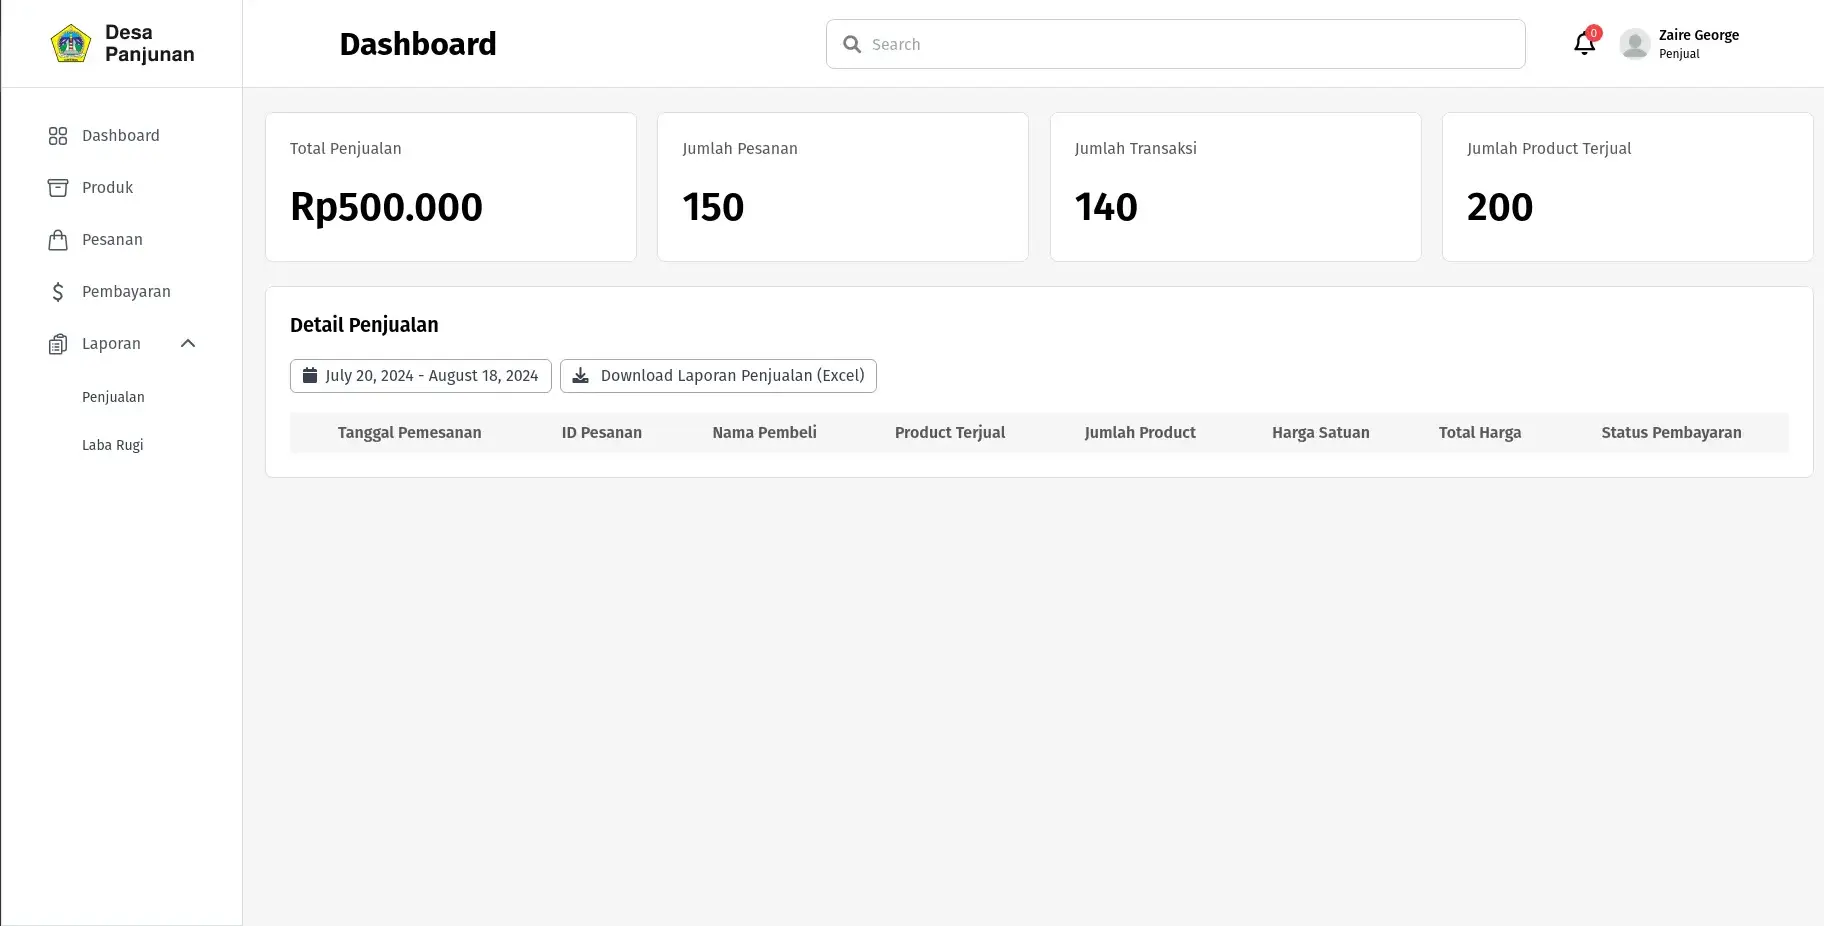 Desa
Panjunan
Dashboard
Search
0
Zaire George
Penjual
Dashboard
Produk
Pesanan
Pembayaran
Laporan
Penjualan
Laba Rugi
Total Penjualan
Rp500.000
Jumlah Pesanan
150
Jumlah Transaksi
140
Jumlah Product Terjual
200
Detail Penjualan
July 20, 2024 - August 18, 2024
Download Laporan Penjualan (Excel)
Tanggal Pemesanan ID Pesanan Nama Pembeli Product Terjual Jumlah Product Harga Satuan Total Harga Status Pembayaran